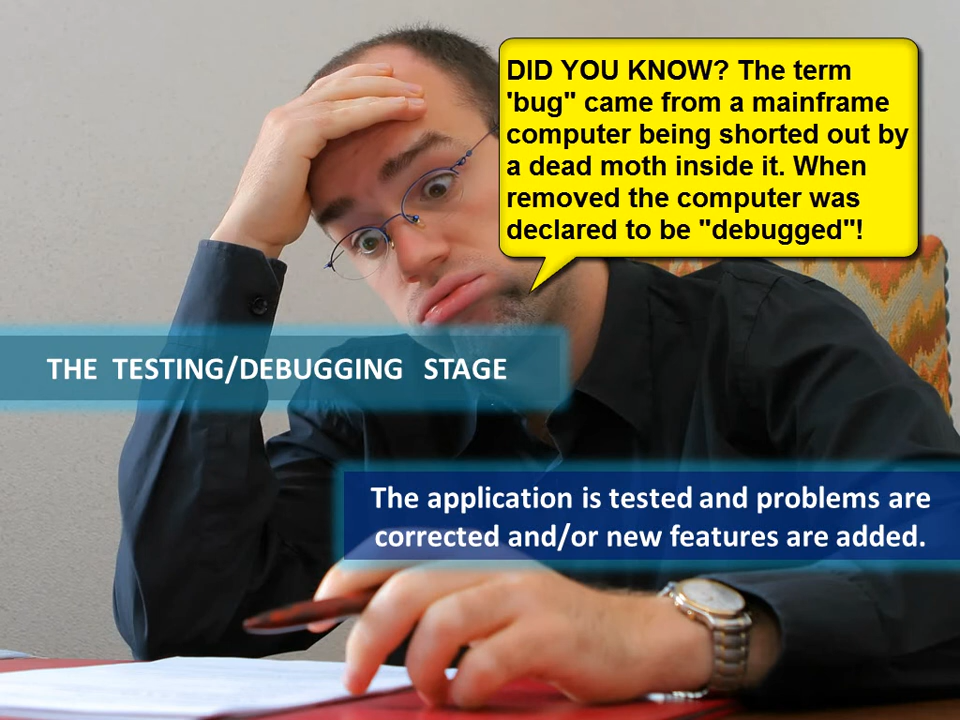 DID YOU KNOW? The term
'bug" came from a mainframe
computer being shorted out by
a dead moth inside it. When
removed the computer was
declared to be "debugged"!
THE TESTING/DEBUGGING STAGE
The application is tested and problems are
corrected and/or new features are added.